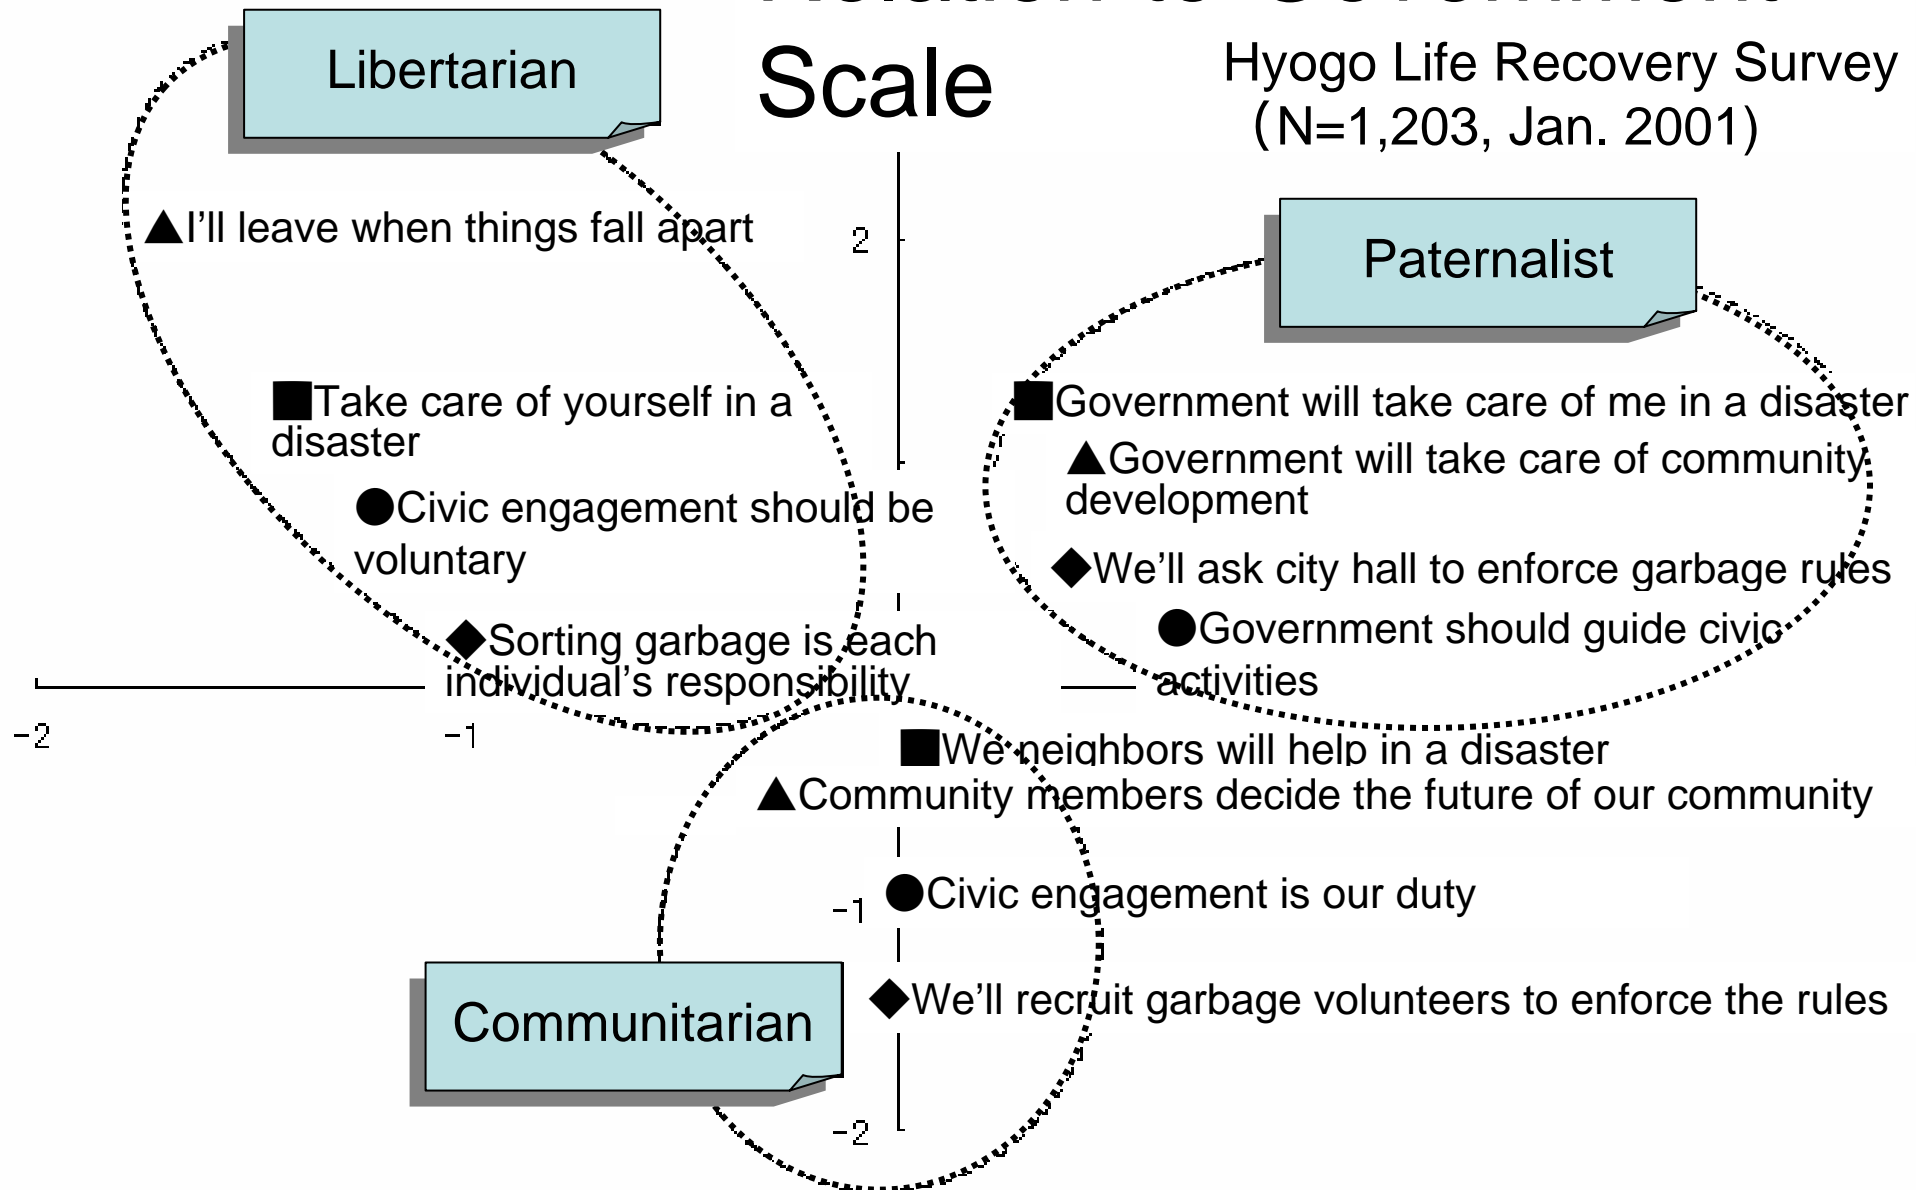 Relation to Government
Scale
Hyogo Life Recovery Survey
(N=1,203, Jan. 2001)
Libertarian
▲I'll leave when things fall apart
■Take care of yourself in a
disaster
●Civic engagement should be
voluntary
◆Sorting garbage is each
individual's responsibility
Paternalist
■Government will take care of me in a disaster
▲Government will take care of community
development
◆We'll ask city hall to enforce garbage rules
●Government should guide civic
activities
2
-2
-1
■We neighbors will help in a disaster
▲Community members decide the future of our community
-1
●Civic engagement is our duty
◆We'll recruit garbage volunteers to enforce the rules
Communitarian
-2